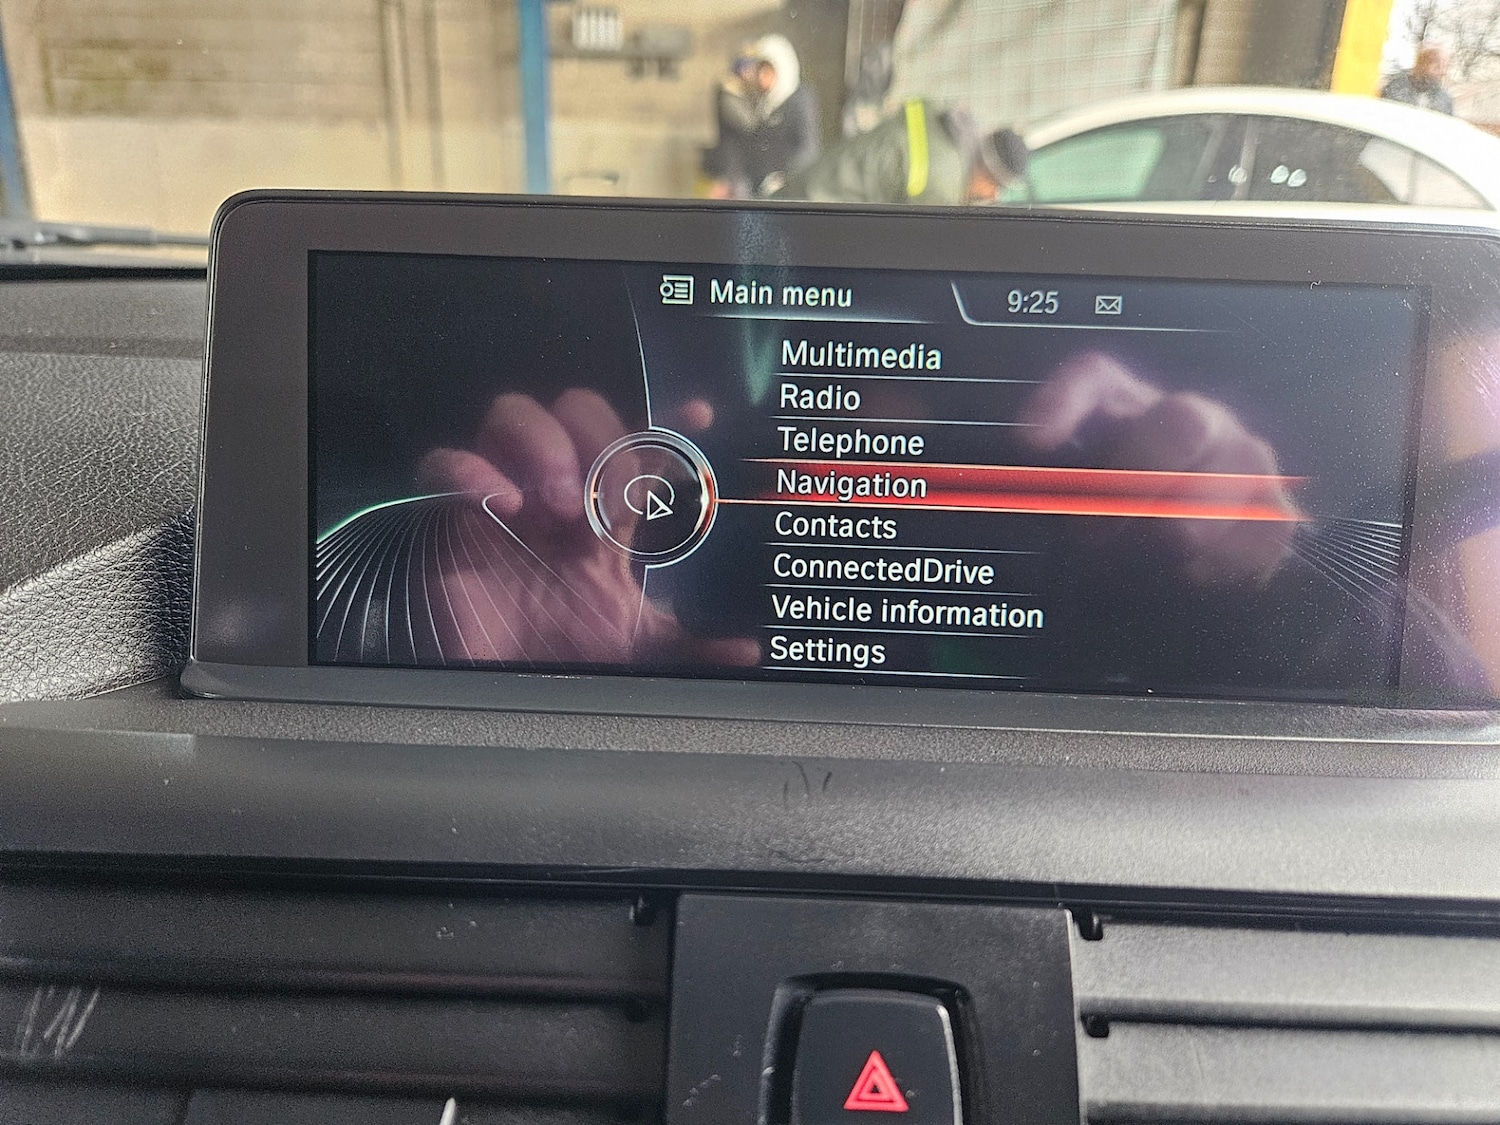 Main menu
9:25
Multimedia
Radio
Telephone
Navigation
Contacts
ConnectedDrive
Vehicle information
Settings